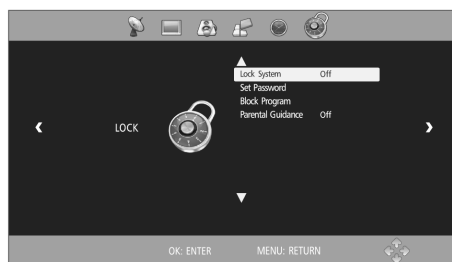 Lock System Off
Set Password
Block Program
LOCK
Parental Guidance Off
OK: ENTER MENU: RETURN